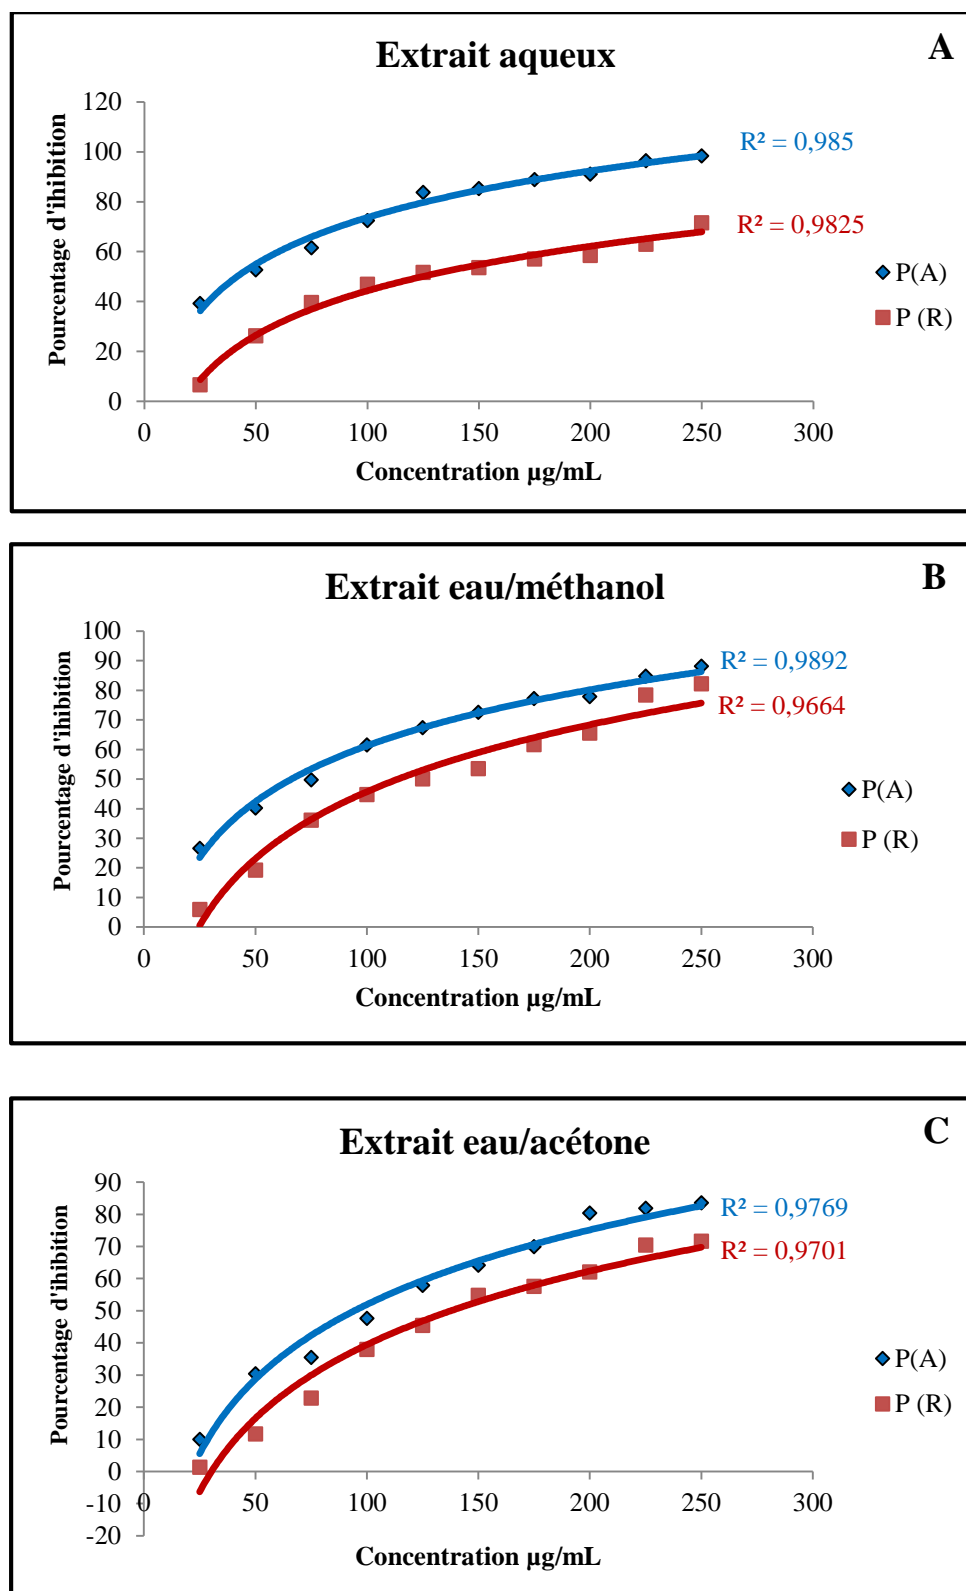 Extrait aqueux
A
Pourcentage d'ihibition
120
100
80
60
40
20
0
R² = 0,985
R² = 0,9825
P(A)
P (R)
0 50 100 150 200 250 300
Concentration µg/mL
Extrait eau/méthanol
B
Pourcentage d'ihibition
100
90
80
70
60
50
40
30
20
10
0
R² = 0,9892
R² = 0,9664
P(A)
P (R)
0 50 100 150 200 250 300
Concentration µg/mL
Extrait eau/acétone
C
Pourcentage d'ihibition
90
80
70
60
50
40
30
20
10
0
-10
-20
R² = 0,9769
R² = 0,9701
P(A)
P (R)
0 50 100 150 200 250 300
Concentration µg/mL